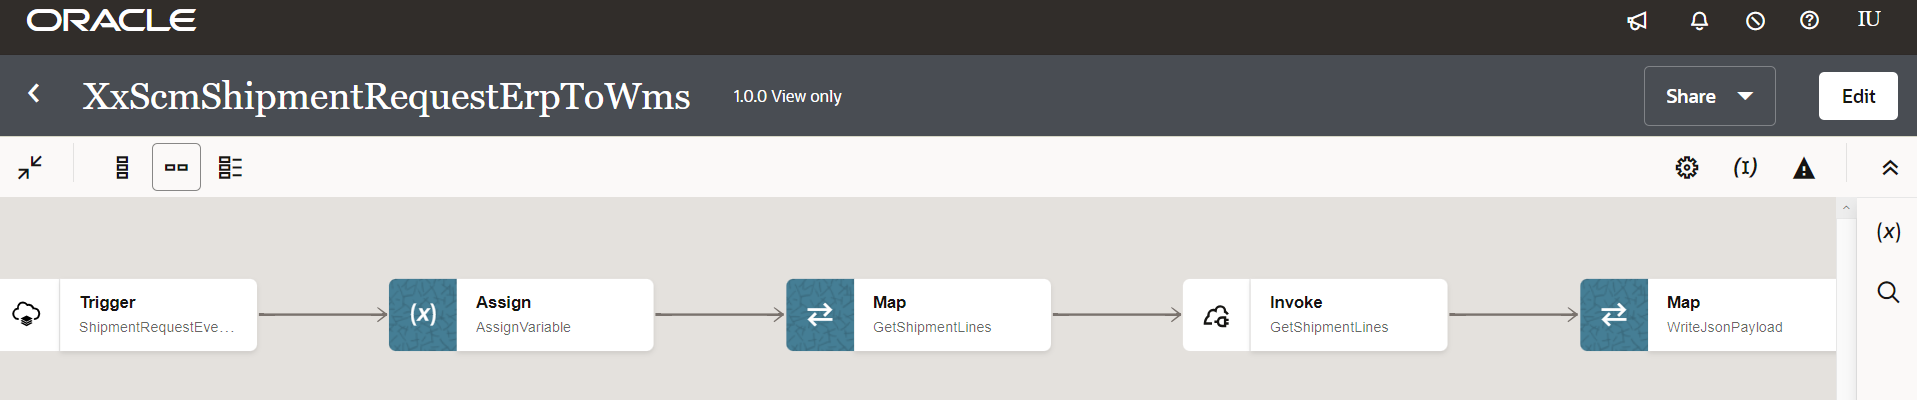 ORACLE
IU
XxScmShipmentRequestErpToWms
1.0.0 View only
Share
Edit
(I)
(x)
Trigger
ShipmentRequestEve...
(x)
Assign
AssignVariable
Map
GetShipmentLines
Invoke
GetShipmentLines
Map
WriteJsonPayload